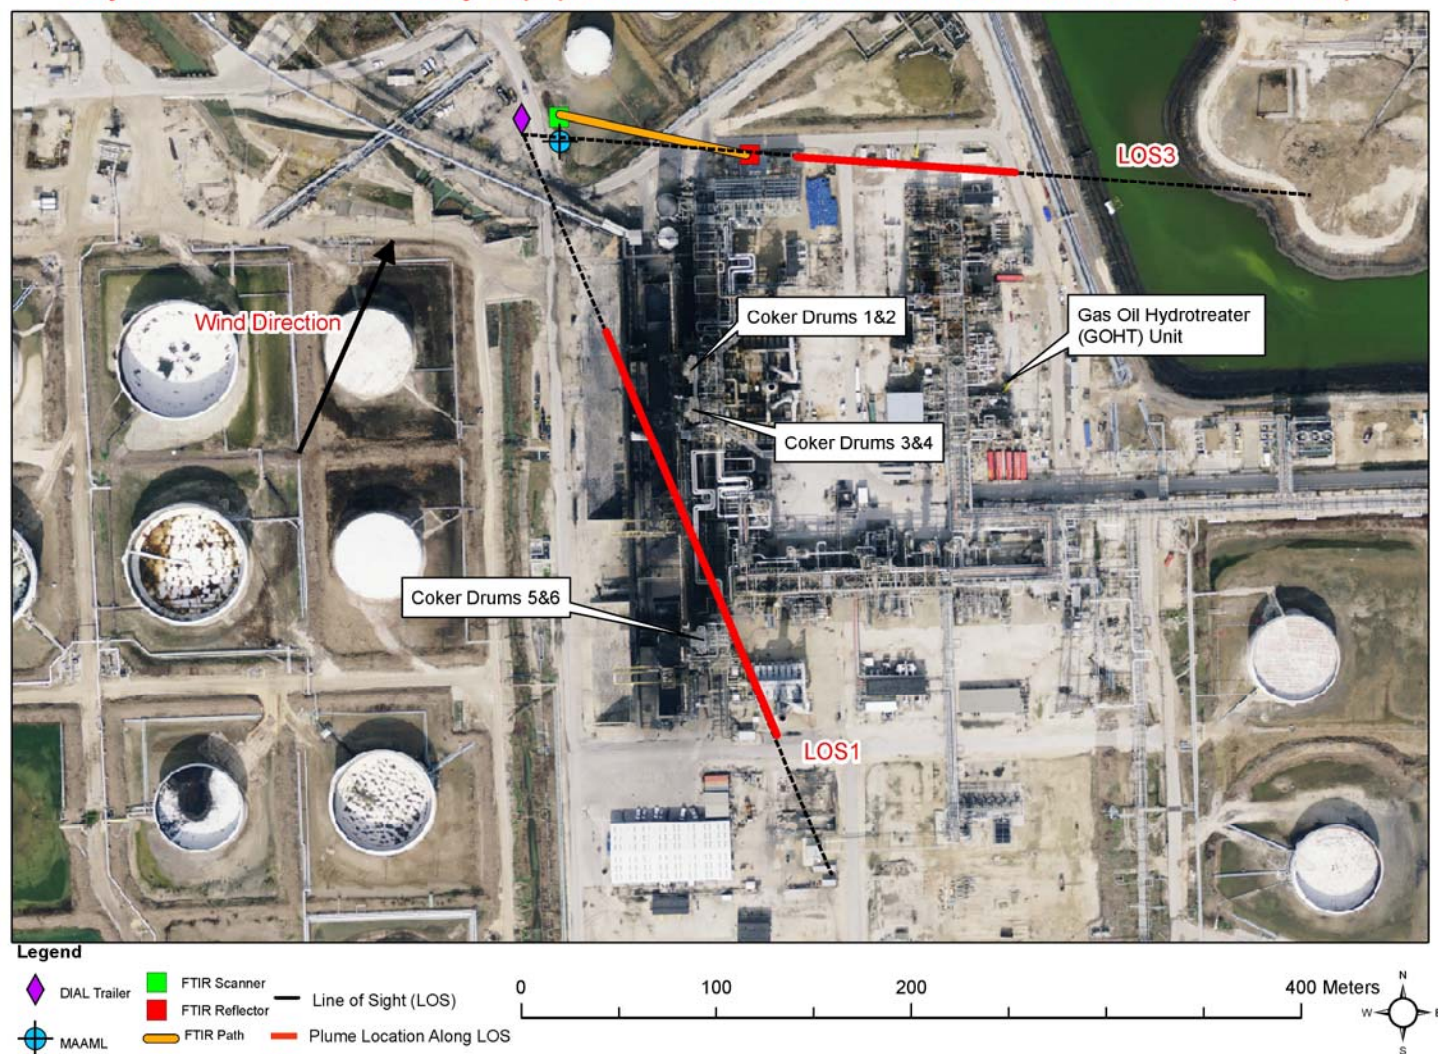 LOS3
Wind Direction
Coker Drums 1&2
Gas Oil Hydrotreater
(GOHT) Unit
Coker Drums 3&4
Coker Drums 5&6
LOS1
Legend
DIAL Trailer
MAAML
FTIR Scanner
FTIR Reflector
FTIR Path
Line of Sight (LOS)
Plume Location Along LOS
0 100 200 400 Meters
N
W E
S